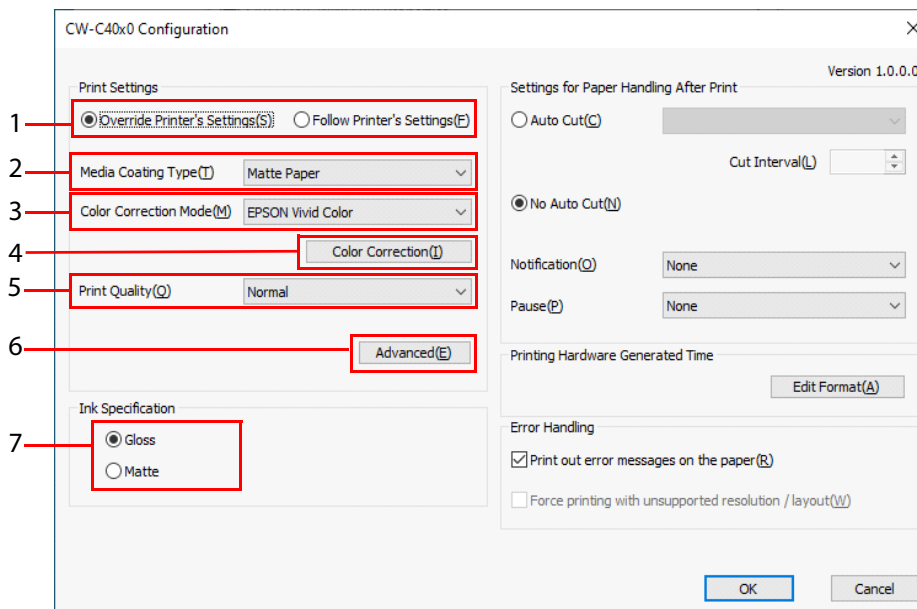 CW-C40x0 Configuration
Version 1.0.0.0
Print Settings
1
Override Printer's Settings(S)
Follow Printer's Settings(F)
2
Media Coating Type(T)
Matte Paper
3
Color Correction Mode(M)
EPSON Vivid Color
4
Color Correction(I)
5
Print Quality(Q)
Normal
6
Advanced(E)
Ink Specification
7
Gloss
Matte
Settings for Paper Handling After Print
Auto Cut(C)
Cut Interval(L)
No Auto Cut(N)
Notification(O)
None
Pause(P)
None
Printing Hardware Generated Time
Edit Format(A)
Error Handling
Print out error messages on the paper(R)
Force printing with unsupported resolution / layout(W)
OK
Cancel